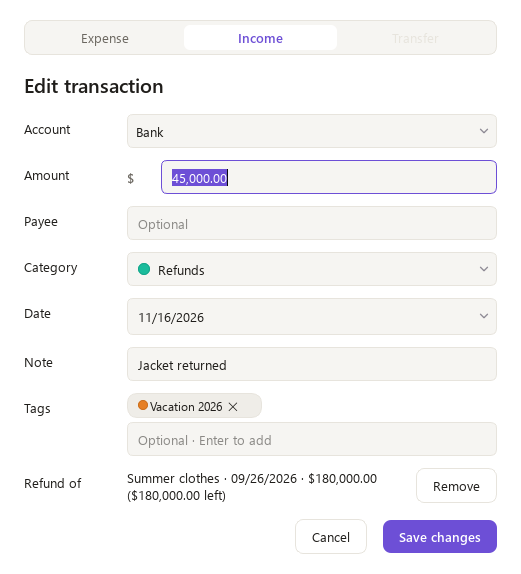 Expense
Income
Transfer
Edit transaction
Account
Bank
Amount
$
45,000.00
Payee
Optional
Category
Refunds
Date
11/16/2026
Note
Jacket returned
Tags
Vacation 2026
Optional · Enter to add
Refund of
Summer clothes · 09/26/2026 · $180,000.00
($180,000.00 left)
Remove
Cancel
Save changes